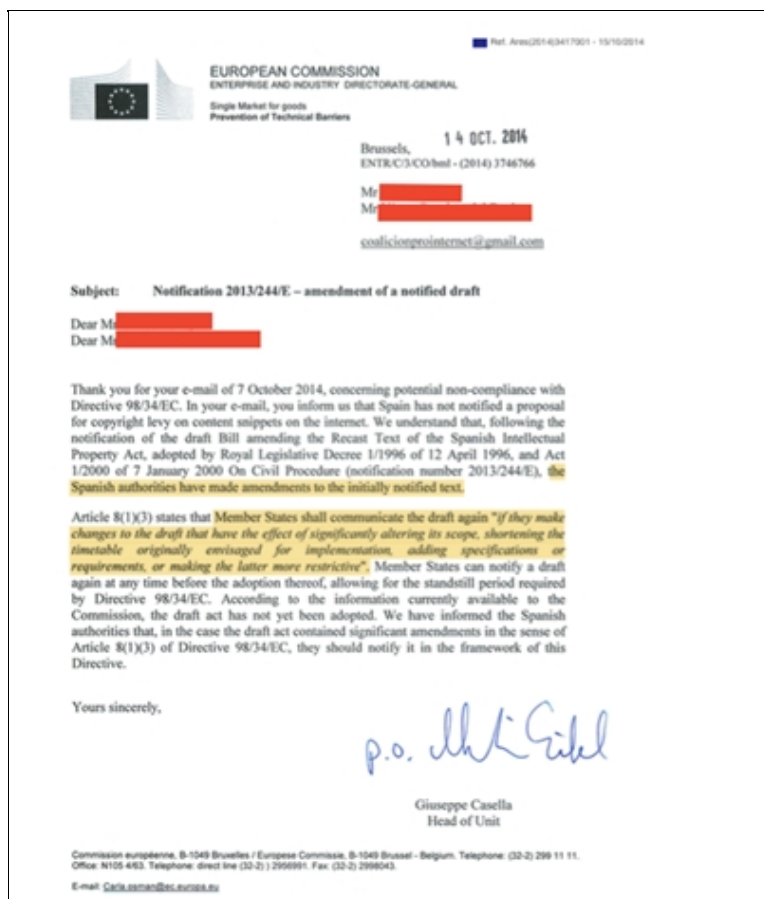 Ref. Ares(2014)3417001 - 15/10/2014
EUROPEAN COMMISSION
ENTERPRISE AND INDUSTRY DIRECTORATE-GENERAL
Single Market for goods
Prevention of Technical Barriers
14 OCT. 2014
Brussels,
ENTR/C/3/CO/hml - (2014) 3746766
Mr
Mr
coalicionprointernet@gmail.com
Subject: Notification 2013/244/E – amendment of a notified draft
Dear Mr
Dear Mr
Thank you for your e-mail of 7 October 2014, concerning potential non-compliance with
Directive 98/34/EC. In your e-mail, you inform us that Spain has not notified a proposal
for copyright levy on content snippets on the internet. We understand that, following the
notification of the draft Bill amending the Recast Text of the Spanish Intellectual
Property Act, adopted by Royal Legislative Decree 1/1996 of 12 April 1996, and Act
1/2000 of 7 January 2000 On Civil Procedure (notification number 2013/244/E), the
Spanish authorities have made amendments to the initially notified text.
Article 8(1)(3) states that Member States shall communicate the draft again "if they make
changes to the draft that have the effect of significantly altering its scope, shortening the
timetable originally envisaged for implementation, adding specifications or
requirements, or making the latter more restrictive". Member States can notify a draft
again at any time before the adoption thereof, allowing for the standstill period required
by Directive 98/34/EC. According to the information currently available to the
Commission, the draft act has not yet been adopted. We have informed the Spanish
authorities that, in the case the draft act contained significant amendments in the sense of
Article 8(1)(3) of Directive 98/34/EC, they should notify it in the framework of this
Directive.
Yours sincerely,
p.o.
Giuseppe Casella
Head of Unit
Commission européenne, B-1049 Bruxelles / Europese Commissie, B-1049 Brussel - Belgium. Telephone: (32-2) 299 11 11.
Office: N105 4/63. Telephone: direct line (32-2) ) 2956991. Fax: (32-2) 2998043.
E-mail: Carla.osman@ec.europa.eu